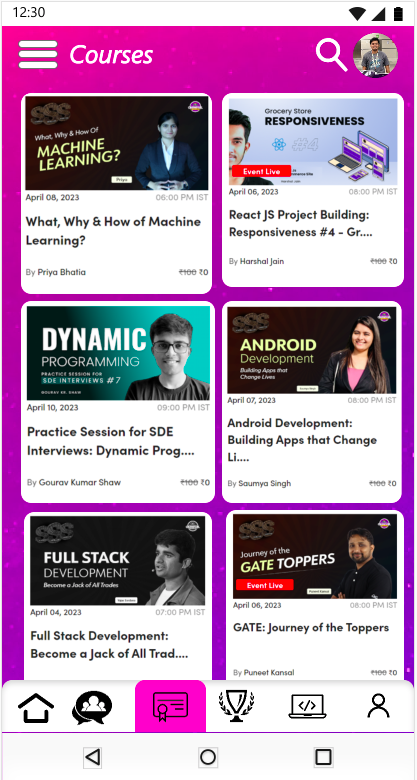 12:30
Courses
What, Why & How Of
MACHINE
LEARNING?
Priya
April 08, 2023 06:00 PM IST
What, Why & How of Machine
Learning?
By Priya Bhatia ₹100 ₹0
Grocery Store
RESPONSIVENESS
#4
Event Live
Harshal Jain
April 06, 2023 08:00 PM IST
React JS Project Building:
Responsiveness #4 - Gr....
By Harshal Jain ₹100 ₹0
DYNAMIC
PROGRAMMING
PRACTICE SESSION FOR
SDE INTERVIEWS #7
GOURAV KR. SHAW
April 10, 2023 09:00 PM IST
Practice Session for SDE
Interviews: Dynamic Prog....
By Gourav Kumar Shaw ₹100 ₹0
ANDROID
Development
Building Apps that
Change Lives
April 07, 2023 08:00 PM IST
Android Development:
Building Apps that Change
Li....
By Saumya Singh ₹100 ₹0
FULL STACK
DEVELOPMENT
Become a Jack of All Trades
April 04, 2023 07:00 PM IST
Full Stack Development:
Become a Jack of All Trad....
Journey of the
GATE TOPPERS
Event Live
Puneet Kansal
April 06, 2023 08:00 PM IST
GATE: Journey of the Toppers
By Puneet Kansal ₹100 ₹0